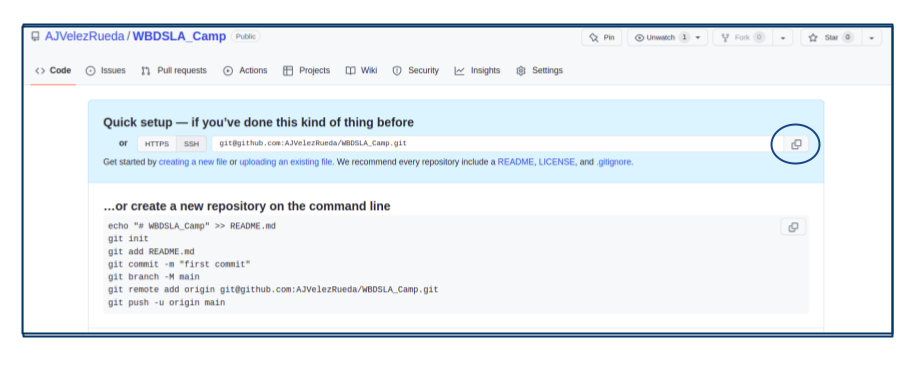 AJVelezRueda / WBDSLA_Camp Public Pin Unwatch 1 Fork 0 Star 0
Code Issues Pull requests Actions Projects Wiki Security Insights Settings
Quick setup — if you've done this kind of thing before
or HTTPS SSH git@github.com:AJVelezRueda/WBDSLA_Camp.git
Get started by creating a new file or uploading an existing file. We recommend every repository include a README, LICENSE, and .gitignore.
…or create a new repository on the command line
echo "# WBDSLA_Camp" >> README.md
git init
git add README.md
git commit -m "first commit"
git branch -M main
git remote add origin git@github.com:AJVelezRueda/WBDSLA_Camp.git
git push -u origin main